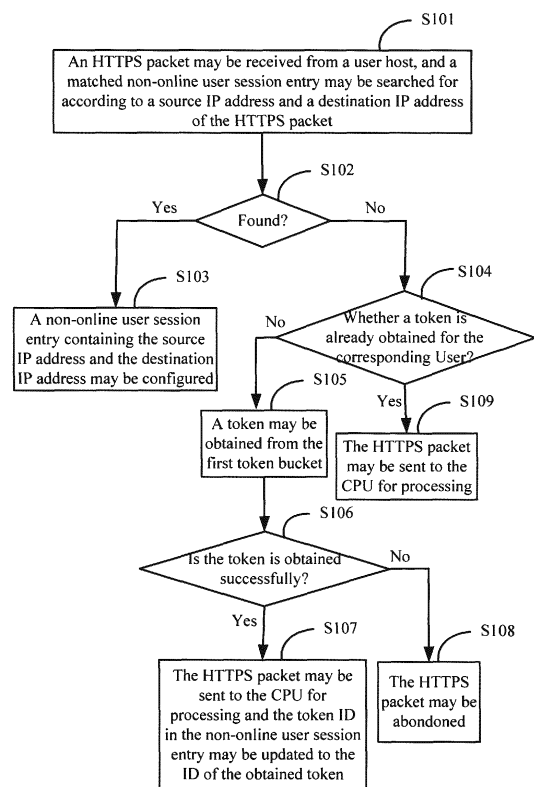 S101
An HTTPS packet may be received from a user host, and a
matched non-online user session entry may be searched for
according to a source IP address and a destination IP address
of the HTTPS packet
S102
Yes
Found?
No
S103
S104
A non-online user session
entry containing the source
IP address and the destination
IP address may be configured
No
Whether a token is
already obtained for the
corresponding User?
S105
Yes
S109
A token may be
obtained from the
first token bucket
The HTTPS packet
may be sent to the
CPU for processing
S106
Is the token is obtained
successfully?
No
Yes
S107
S108
The HTTPS packet may be
sent to the CPU for
processing and the token ID
in the non-online user session
entry may be updated to the
ID of the obtained token
The HTTPS
packet may be
abondoned